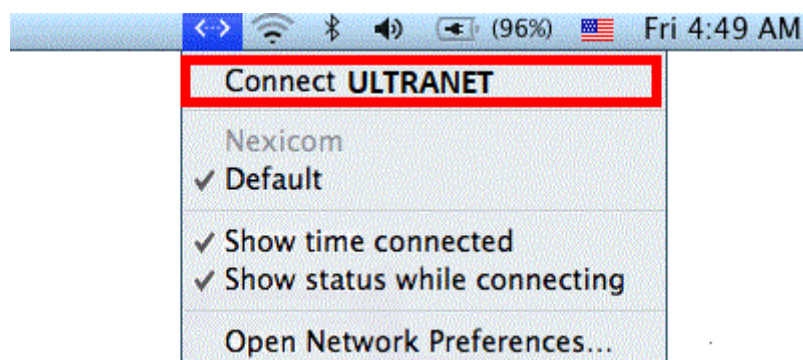 <··> (96%) Fri 4:49 AM
Connect ULTRANET
Nexicom
✓ Default
✓ Show time connected
✓ Show status while connecting
Open Network Preferences...